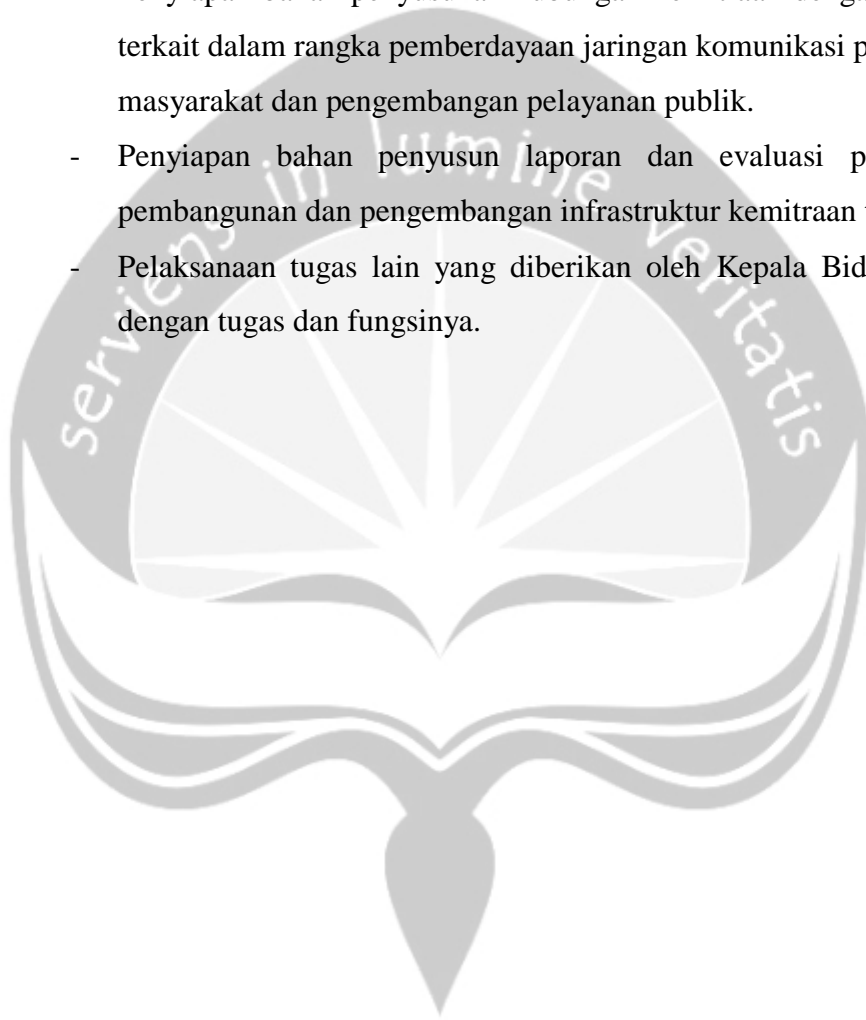 terkait dalam rangka pemberdayaan jaringan komunikasi p
masyarakat dan pengembangan pelayanan publik.
- Penyiapan bahan penyusun laporan dan evaluasi p
pembangunan dan pengembangan infrastruktur kemitraan
- Pelaksanaan tugas lain yang diberikan oleh Kepala Bid
dengan tugas dan fungsinya.
serviens in lumine veritatis